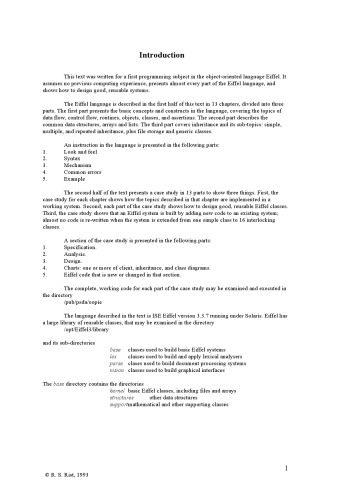 Introduction
This text was written for a first programming subject in the object-oriented language Eiffel. It
assumes no previous computing experience, presents almost every part of the Eiffel language, and
shows how to design good, reusable systems.
The Eiffel language is described in the first half of this text in 13 chapters, divided into three
parts. The first part presents the basic concepts and constructs in the language, covering the topics of
data flow, control flow, routines, objects, classes, and assertions. The second part describes the
common data structures, arrays and lists. The third part covers inheritance and its sub-topics: simple,
multiple, and repeated inheritance, plus file storage and generic classes.
An instruction in the language is presented in the following parts:
1. Look and feel
2. Syntax
3. Mechanism
4. Common errors
5. Example
The second half of the text presents a case study in 13 parts to show three things. First, the
case study for each chapter shows how the topics described in that chapter are implemented in a
working system. Second, each part of the case study shows how to design good, reusable Eiffel classes.
Third, the case study shows that an Eiffel system is built by adding new code to an existing system;
almost no code is re-written when the system is extended from one simple class to 16 interlocking
classes.
A section of the case study is presented in the following parts:
1. Specification.
2. Analysis.
3. Design.
4. Charts: one or more of client, inheritance, and class diagrams.
5. Eiffel code that is new or changed in that section.
The complete, working code for each part of the case study may be examined and executed in
the directory
/pub/psda/oopie
The language described in the text is ISE Eiffel version 3.3.7 running under Solaris. Eiffel has
a large library of reusable classes, that may be examined in the directory
/opt/Eiffel3/library
and its sub-directories
base classes used to build basic Eiffel systems
lex classes used to build and apply lexical analysers
parse classes used to build document processing systems
vision classes used to build graphical interfaces
The base directory contains the directories
kernel basic Eiffel classes, including files and arrays
structures other data structures
support mathematical and other supporting classes
1
© R. S. Rist, 1993